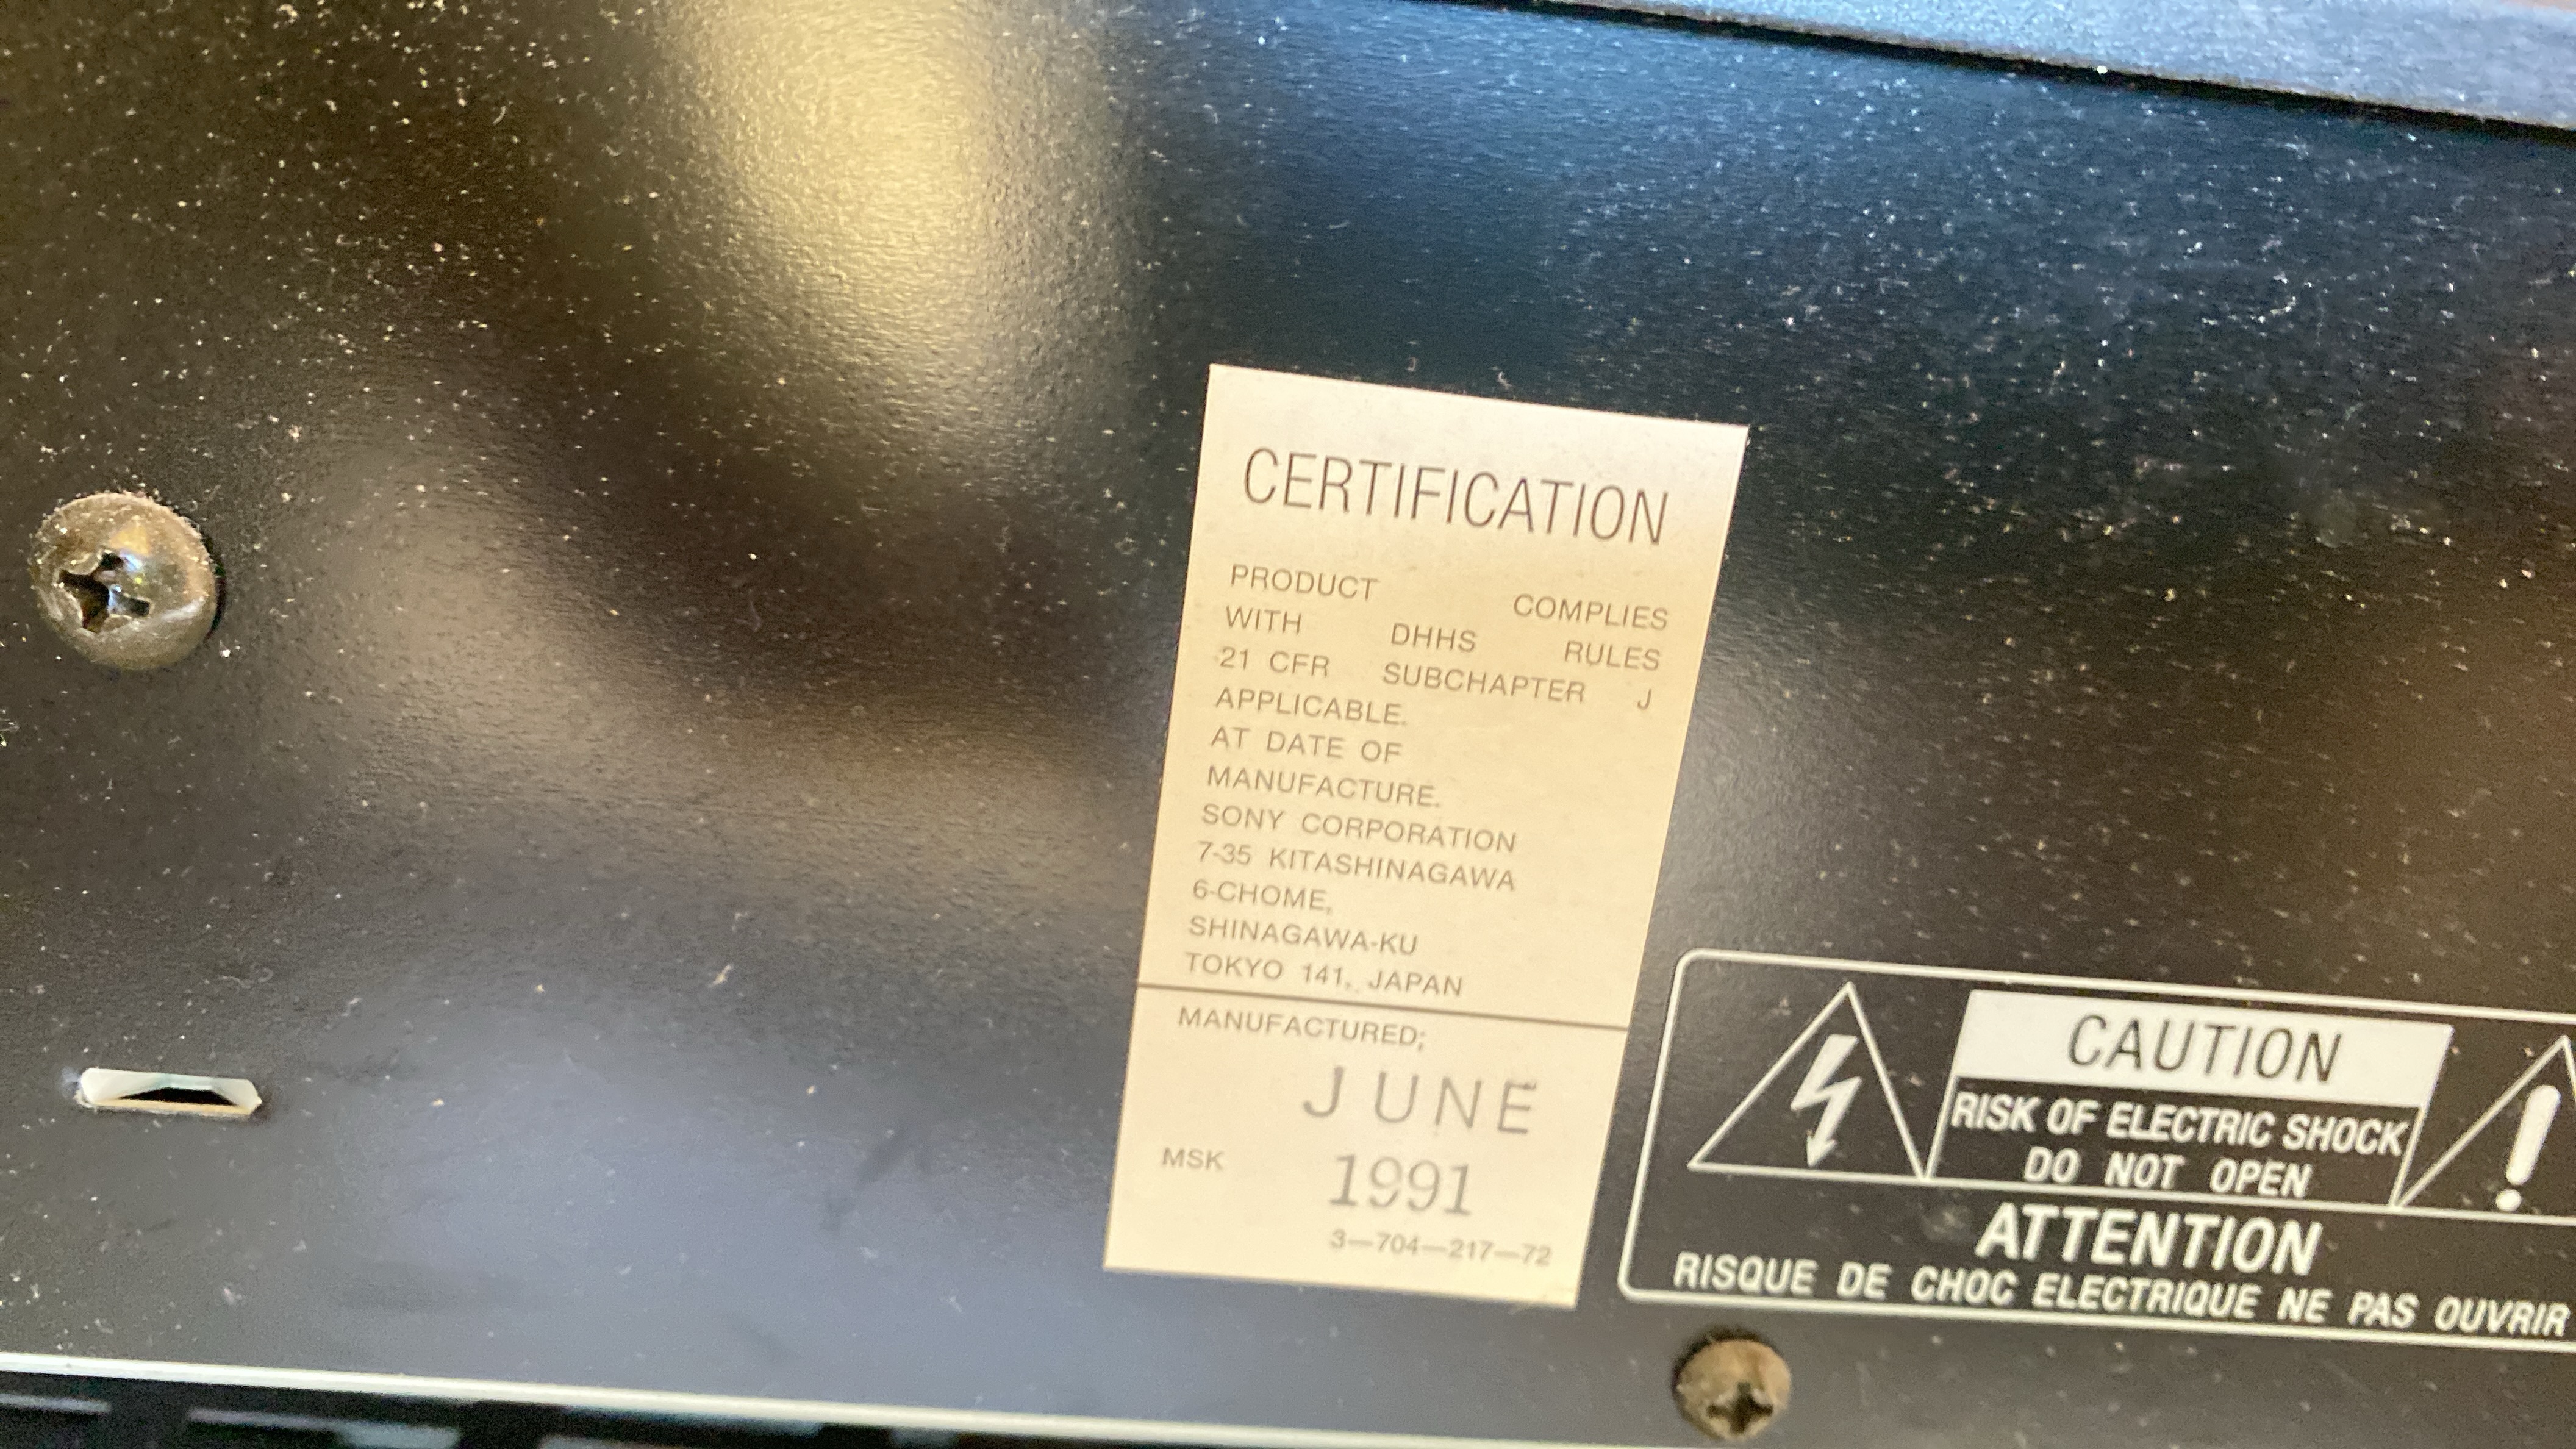 CERTIFICATION
PRODUCT COMPLIES
WITH DHHS RULES
21 CFR SUBCHAPTER J
APPLICABLE.
AT DATE OF
MANUFACTURE.
SONY CORPORATION
7-35 KITASHINAGAWA
6-CHOME,
SHINAGAWA-KU
TOKYO 141, JAPAN
MANUFACTURED;
JUNE
MSK 1991
3-704-217-72
CAUTION
RISK OF ELECTRIC SHOCK
DO NOT OPEN
ATTENTION
RISQUE DE CHOC ELECTRIQUE NE PAS OUVRIR